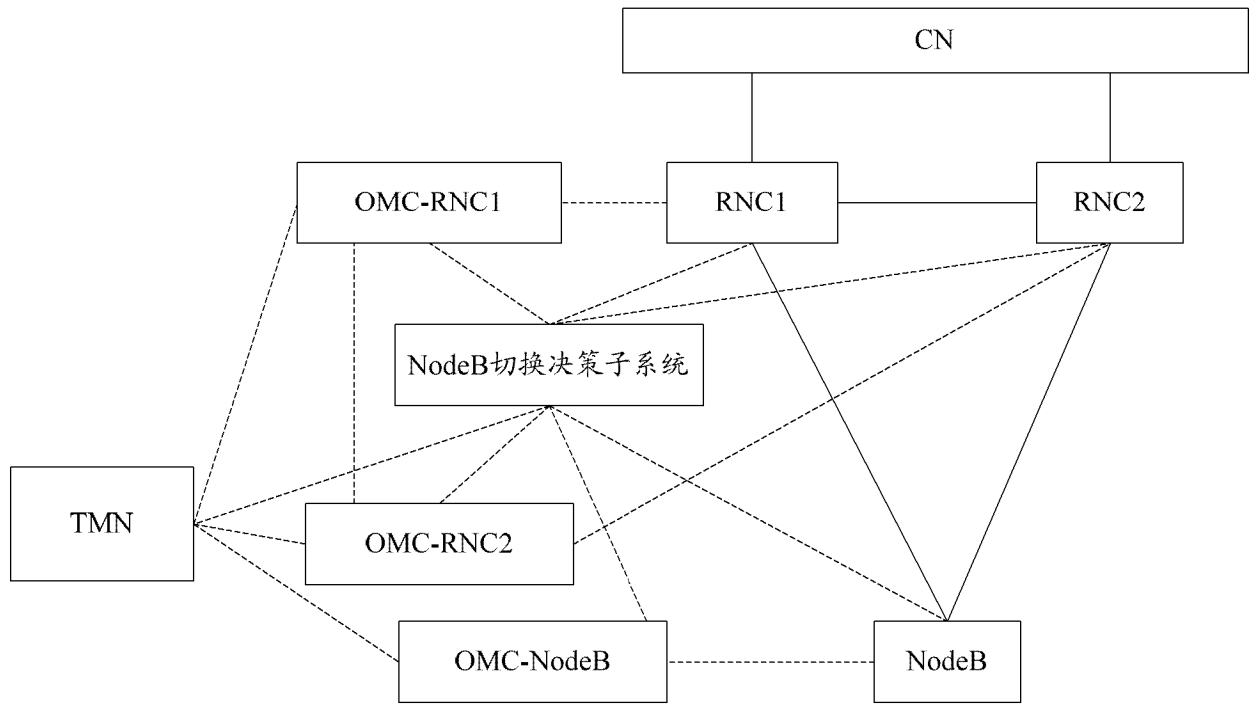 CN
OMC-RNC1
RNC1
RNC2
NodeB切换决策子系统
TMN
OMC-RNC2
OMC-NodeB
NodeB